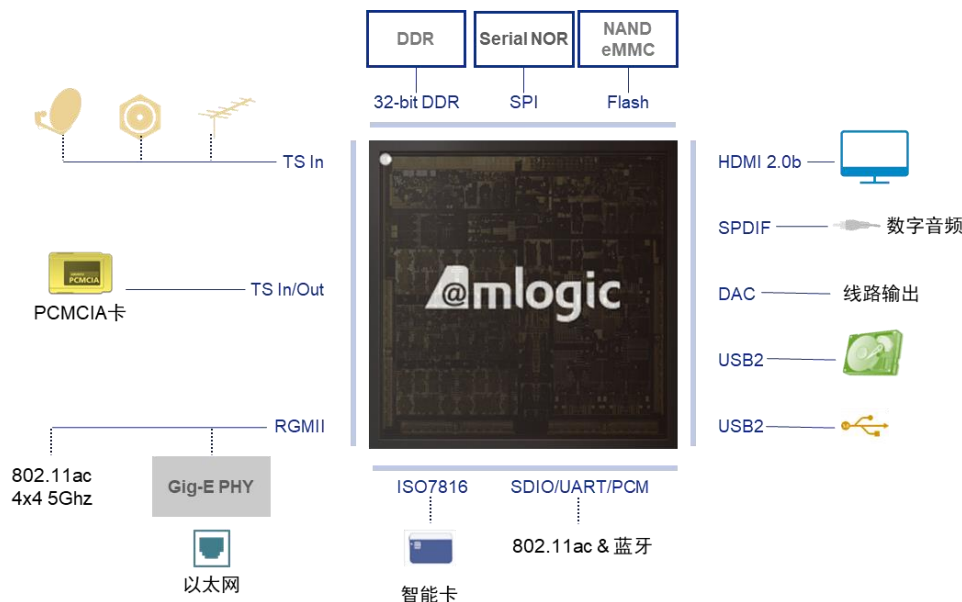 DDR
Serial NOR
NAND
eMMC
32-bit DDR
SPI
Flash
TS In
HDMI 2.0b
SPDIF
数字音频
PCMCIA
PCMCIA卡
TS In/Out
@mlogic
DAC
线路输出
USB2
RGMII
USB2
802.11ac
4x4 5Ghz
Gig-E PHY
以太网
ISO7816
SDIO/UART/PCM
802.11ac & 蓝牙
智能卡